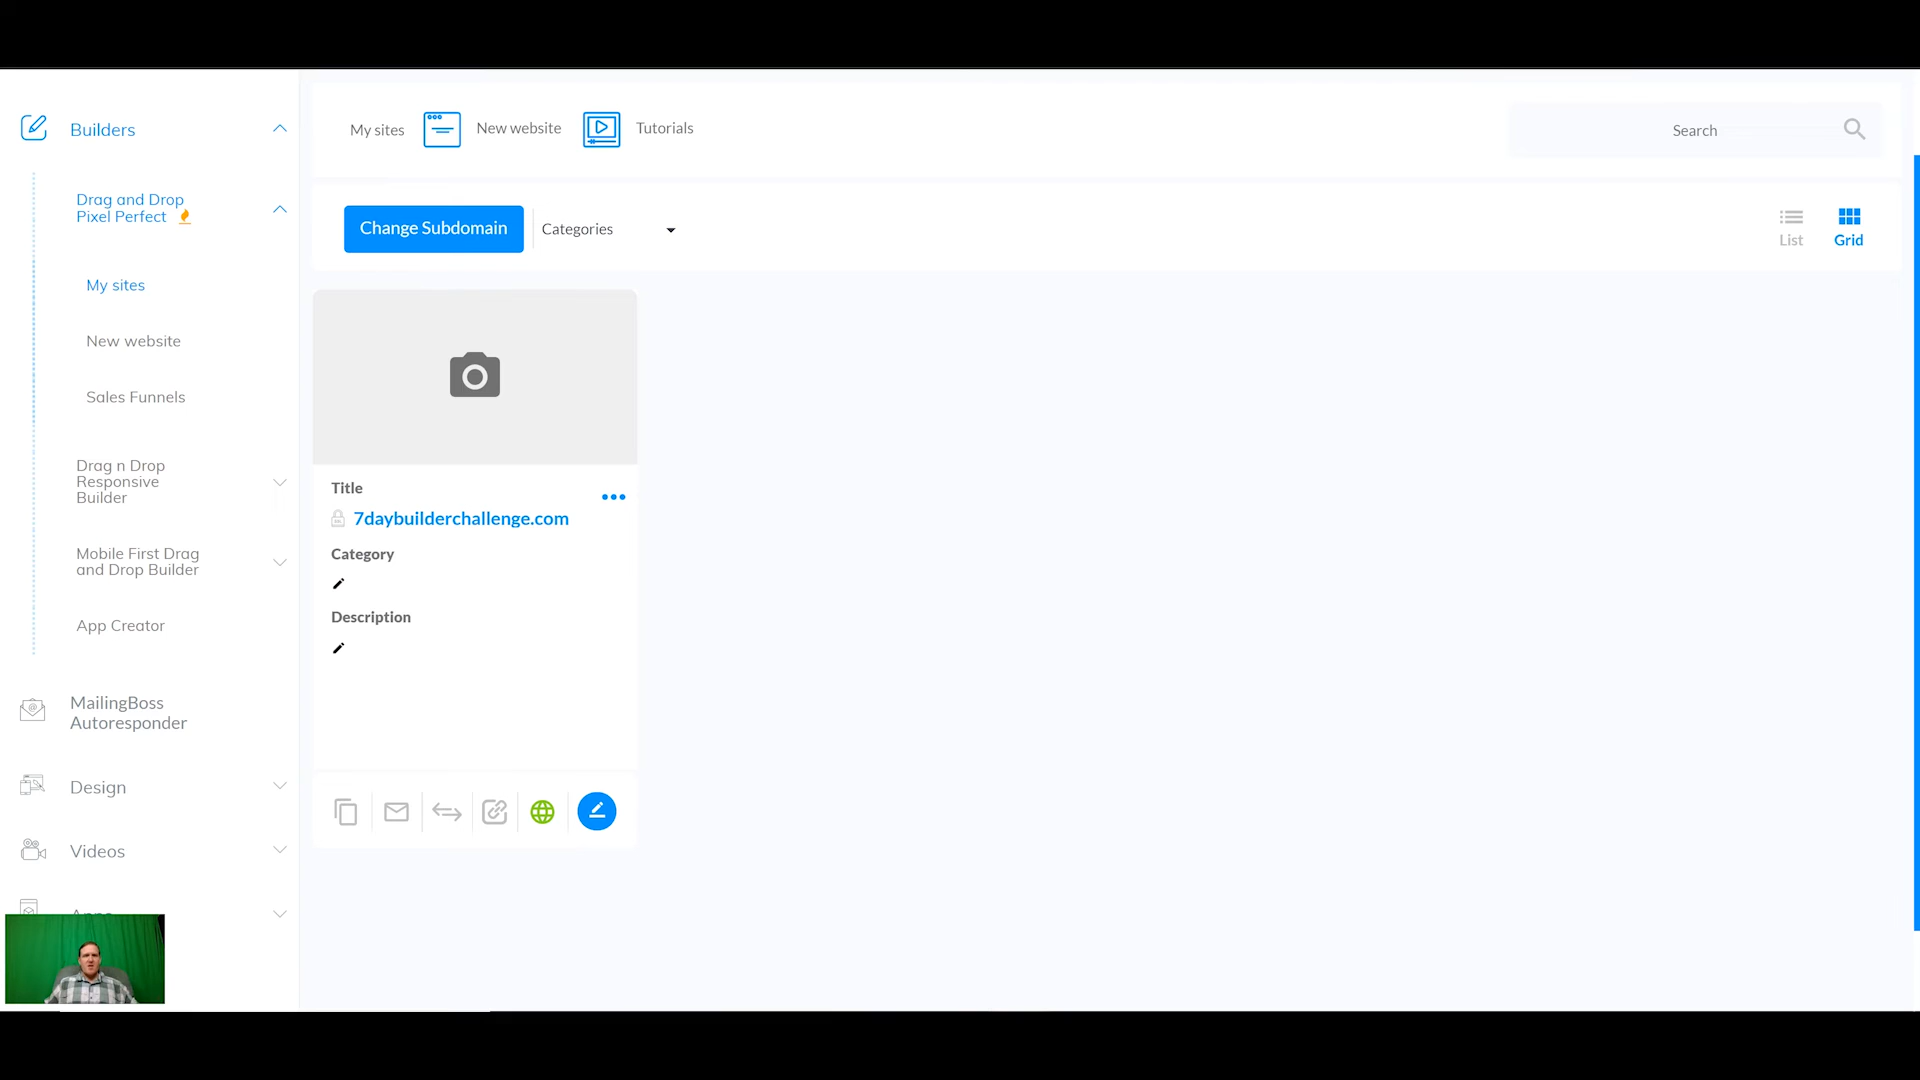 Builders
Drag and Drop
Pixel Perfect
My sites
New website
Sales Funnels
Drag n Drop
Responsive
Builder
Mobile First Drag
and Drop Builder
App Creator
MailingBoss
Autoresponder
Design
Videos
Apps
My sites
New website
Tutorials
Search
Change Subdomain
Categories
List
Grid
Title
7daybuilderchallenge.com
Category
Description